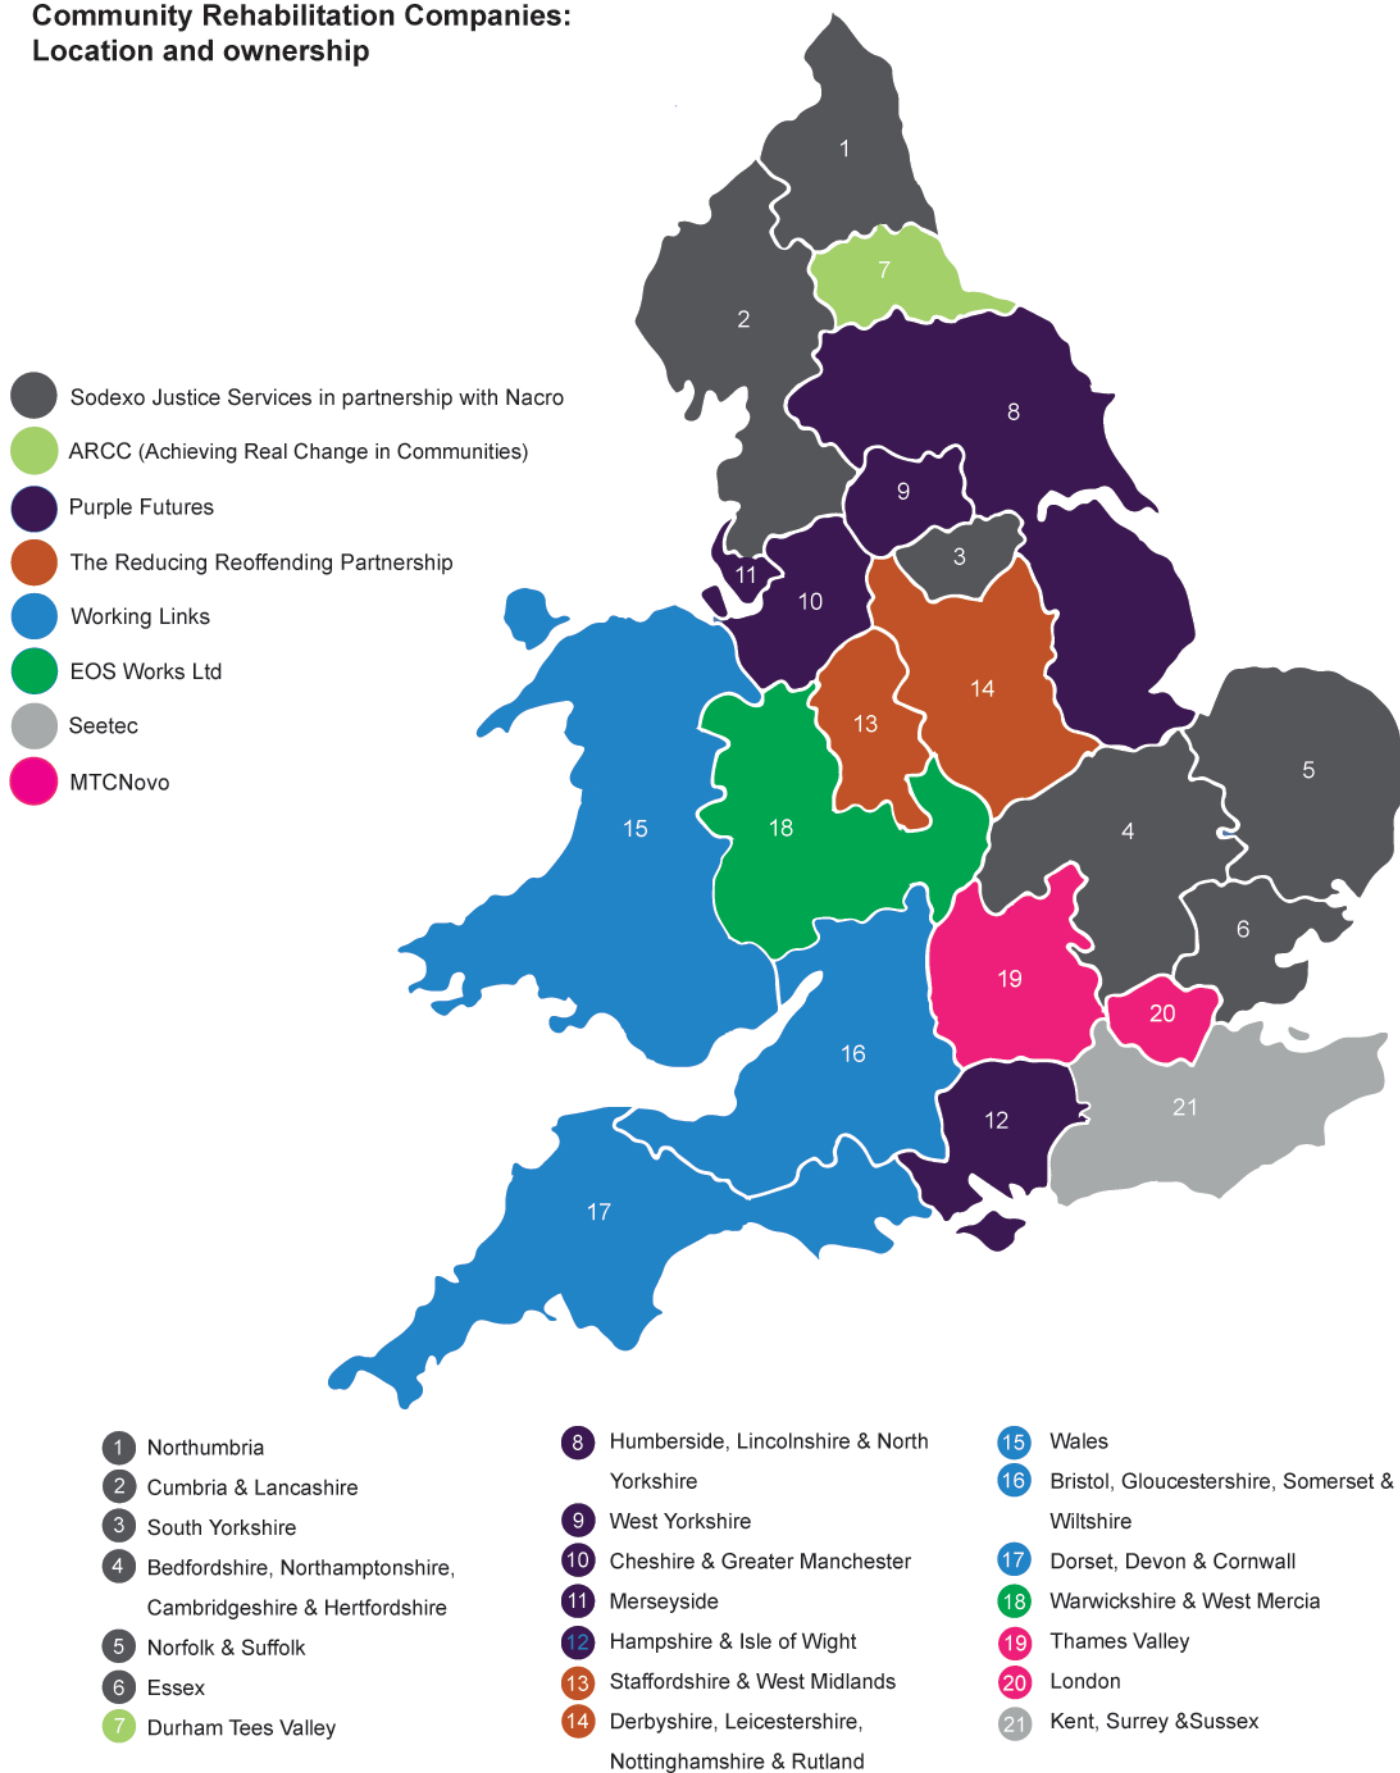 Community Rehabilitation Companies:
Location and ownership
1
7
2
8
Sodexo Justice Services in partnership with Nacro
ARCC (Achieving Real Change in Communities)
Purple Futures
The Reducing Reoffending Partnership
Working Links
EOS Works Ltd
Seetec
MTCNovo
9
3
11
10
14
13
5
15
18
4
6
19
20
16
21
12
17
1 Northumbria
2 Cumbria & Lancashire
3 South Yorkshire
4 Bedfordshire, Northamptonshire,
Cambridgeshire & Hertfordshire
5 Norfolk & Suffolk
6 Essex
7 Durham Tees Valley
8 Humberside, Lincolnshire & North
Yorkshire
9 West Yorkshire
10 Cheshire & Greater Manchester
11 Merseyside
12 Hampshire & Isle of Wight
13 Staffordshire & West Midlands
14 Derbyshire, Leicestershire,
Nottinghamshire & Rutland
15 Wales
16 Bristol, Gloucestershire, Somerset &
Wiltshire
17 Dorset, Devon & Cornwall
18 Warwickshire & West Mercia
19 Thames Valley
20 London
21 Kent, Surrey &Sussex